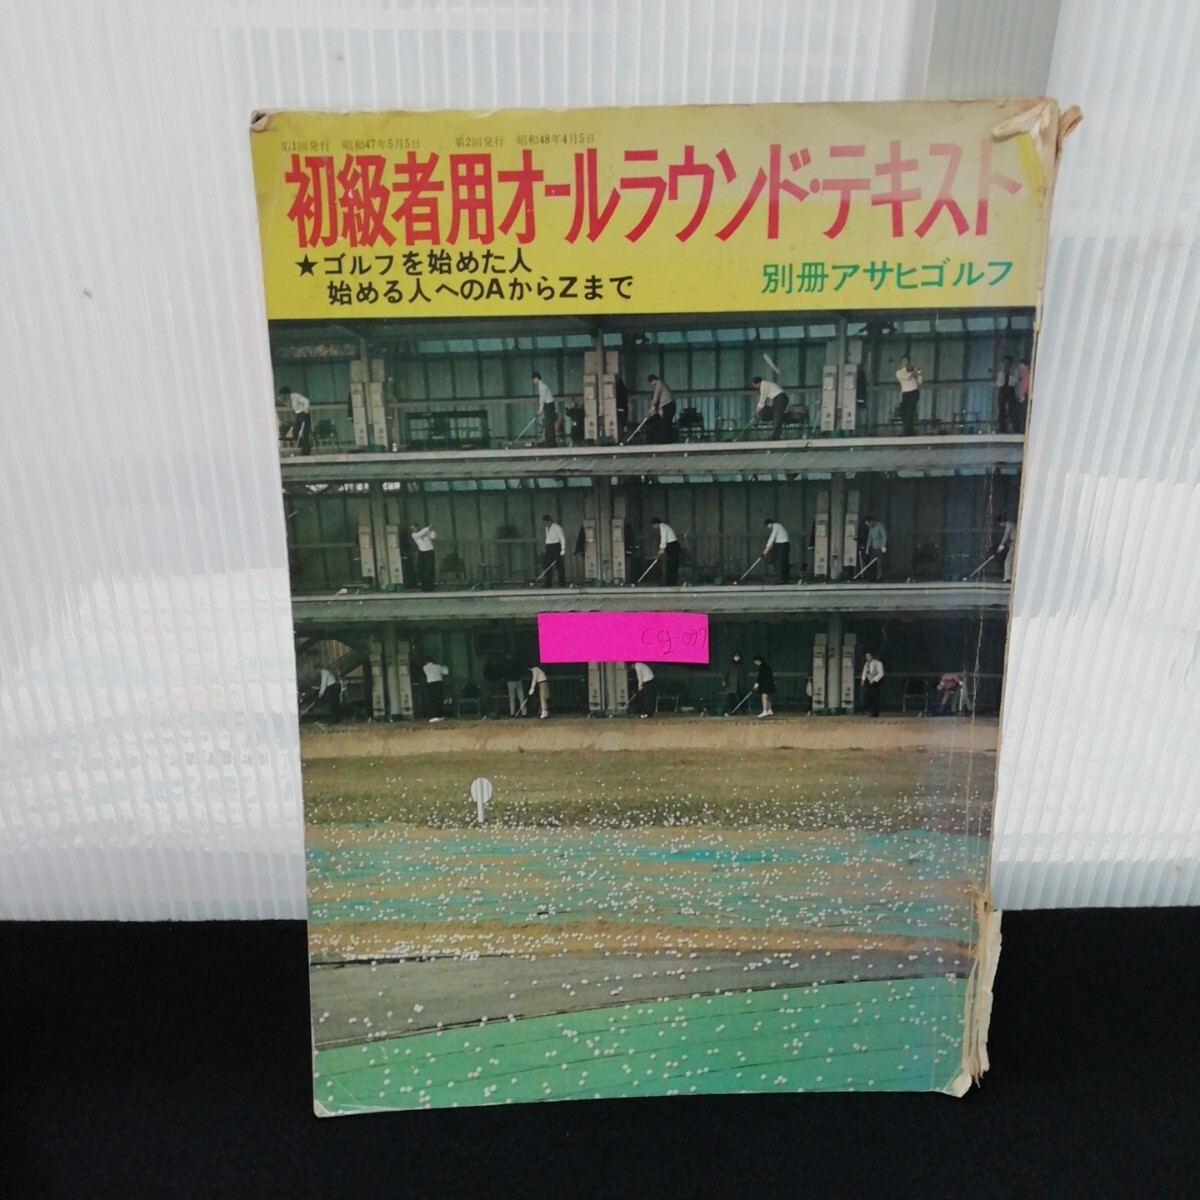 第1回発行 昭和47年5月5日 第2回発行 昭和48年4月5日
初級者用オールラウンド・テキスト
★ゴルフを始めた人
始める人へのAからZまで
別冊アサヒゴルフ